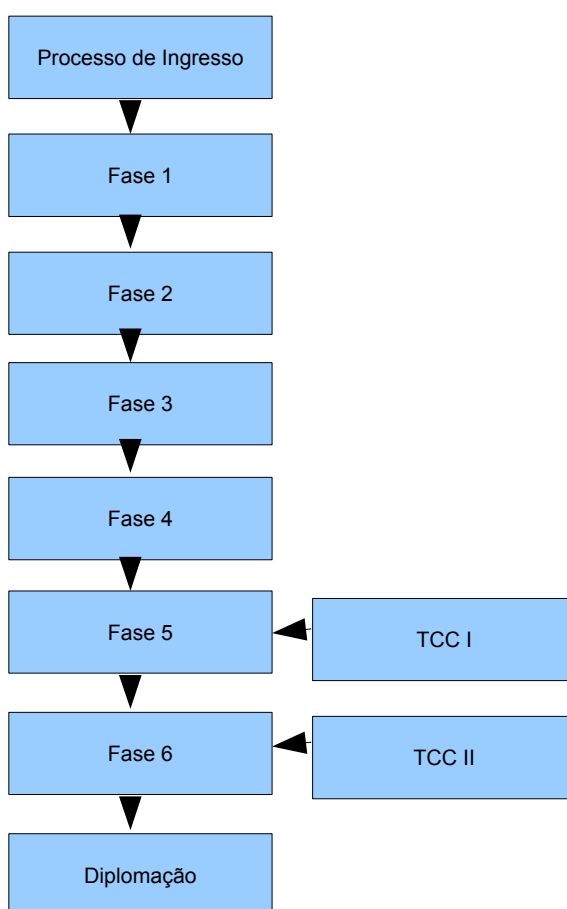 Processo de Ingresso
Fase 1
Fase 2
Fase 3
Fase 4
Fase 5
TCC I
Fase 6
TCC II
Diplomação